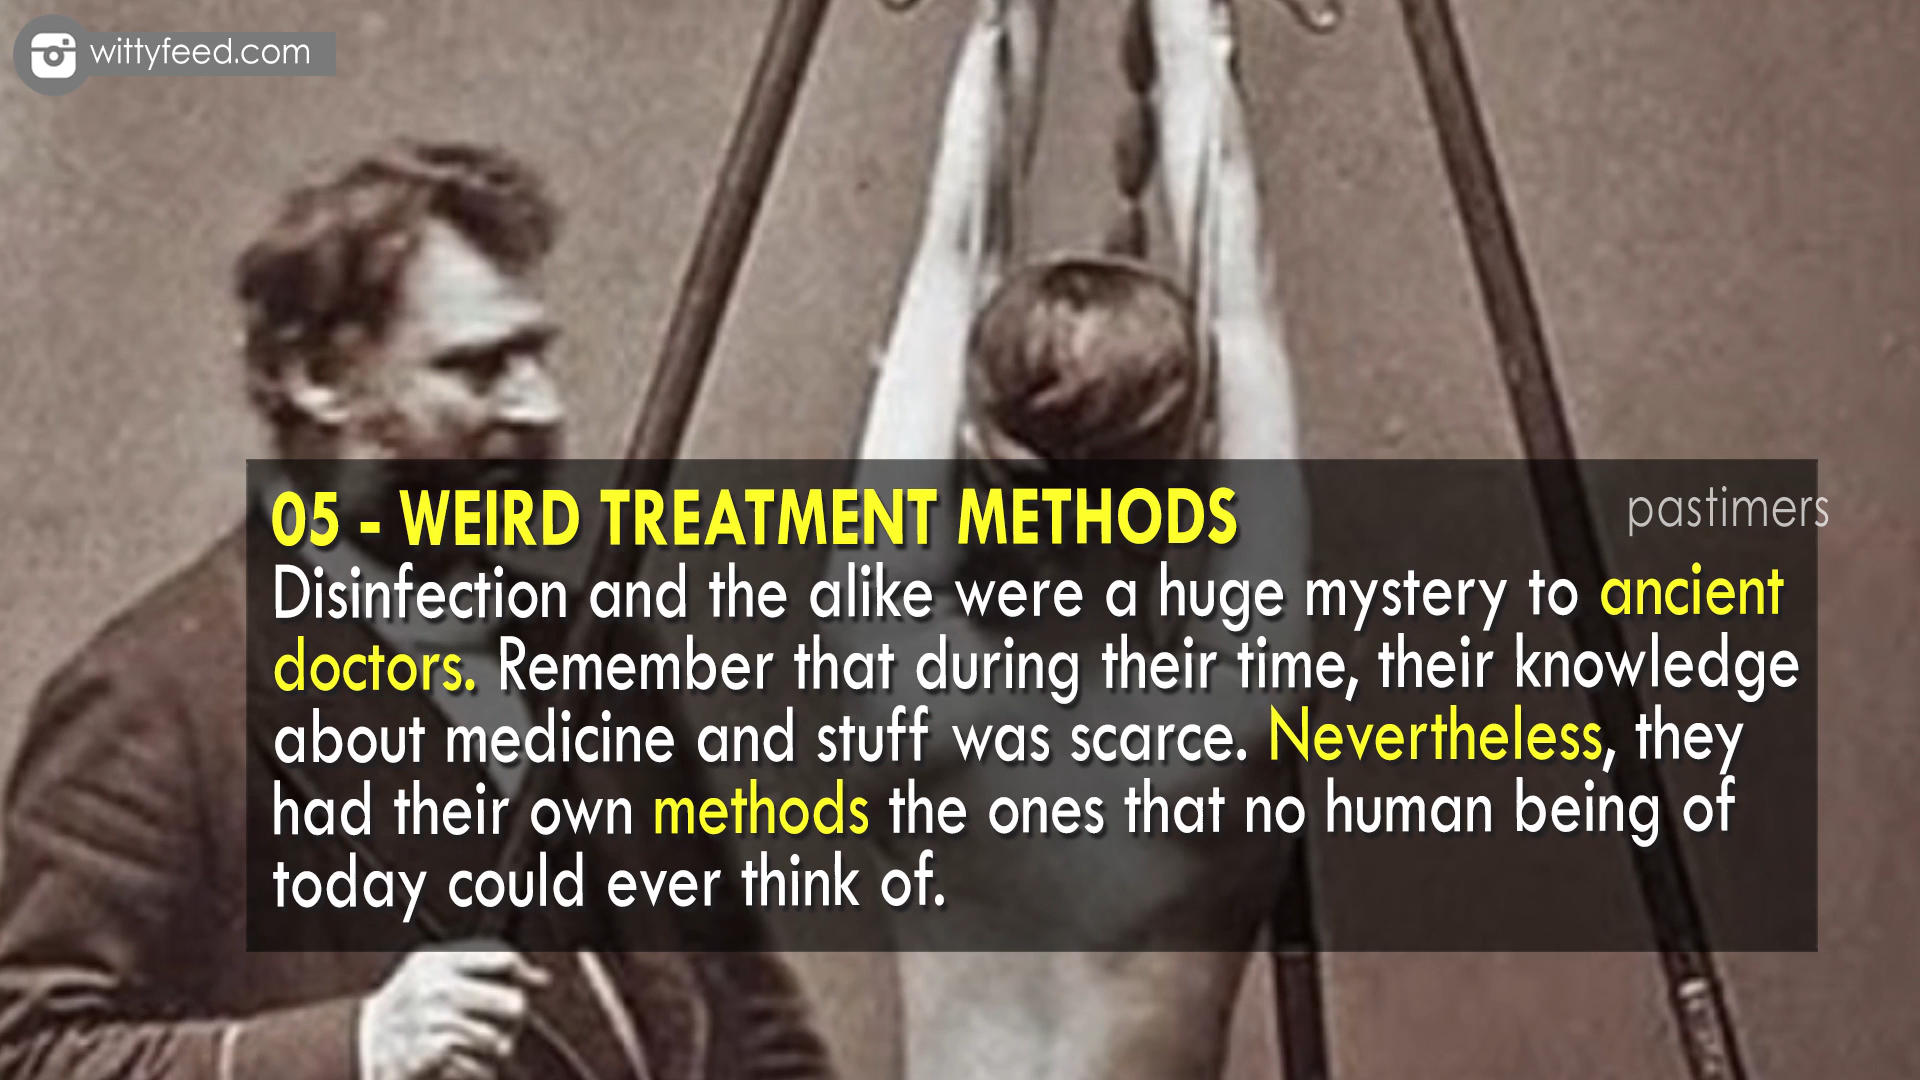 wittyfeed.com
05 - WEIRD TREATMENT METHODS
pastimers
Disinfection and the alike were a huge mystery to ancient
doctors. Remember that during their time, their knowledge
about medicine and stuff was scarce. Nevertheless, they
had their own methods the ones that no human being of
today could ever think of.